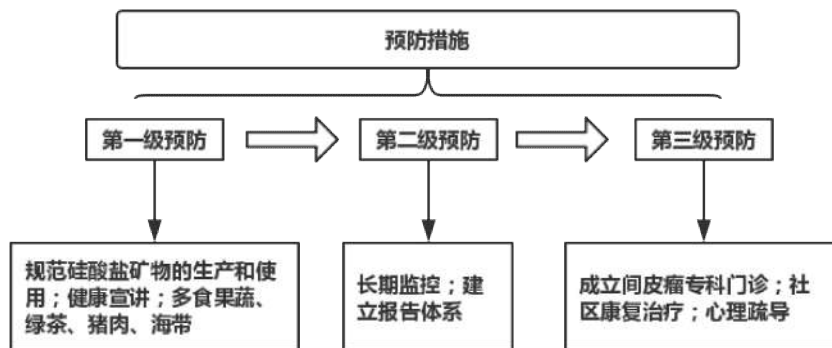 预防措施
第一级预防
第二级预防
第三级预防
规范硅酸盐矿物的生产和使
用；健康宣讲；多食果蔬、
绿茶、猪肉、海带
长期监控；建
立报告体系
成立间皮瘤专科门诊；社
区康复治疗；心理疏导